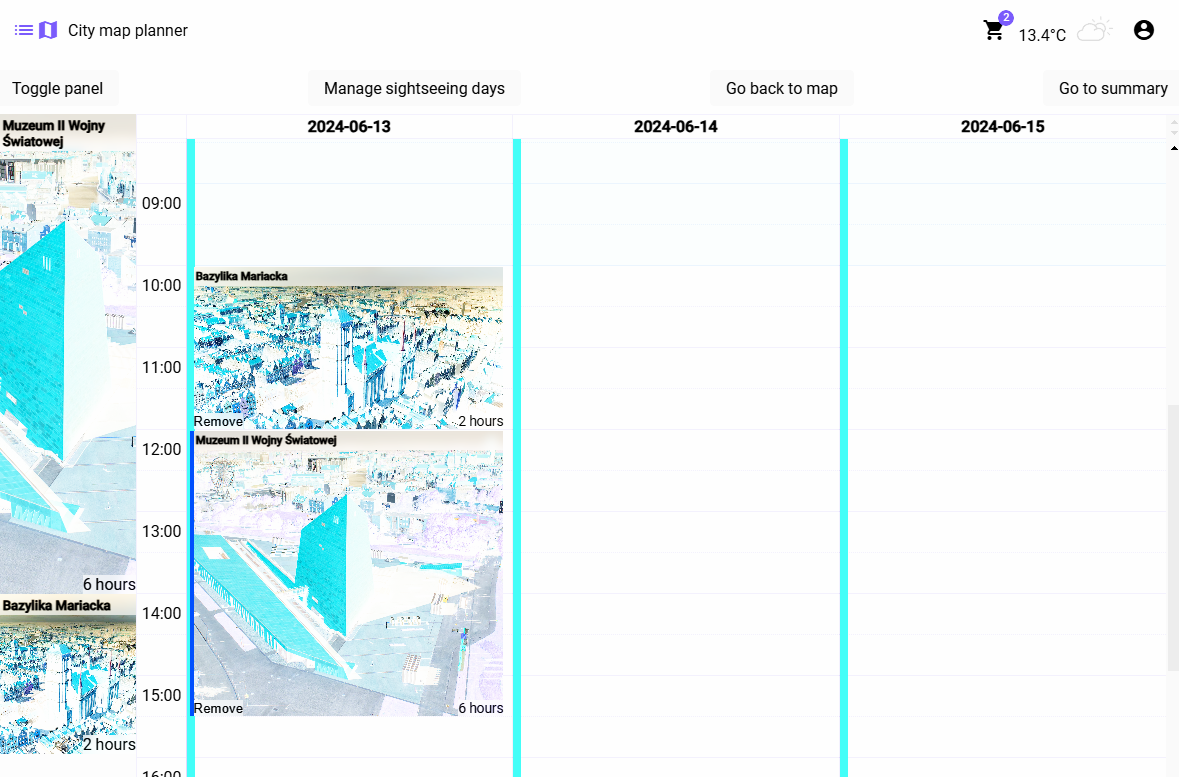 City map planner
2
13.4°C
Toggle panel
Manage sightseeing days
Go back to map
Go to summary
Muzeum II Wojny
Światowej
6 hours
Bazylika Mariacka
2 hours
2024-06-13
2024-06-14
2024-06-15
09:00
10:00
11:00
12:00
13:00
14:00
15:00
16:00
Bazylika Mariacka
Remove
2 hours
Muzeum II Wojny Światowej
Remove
6 hours